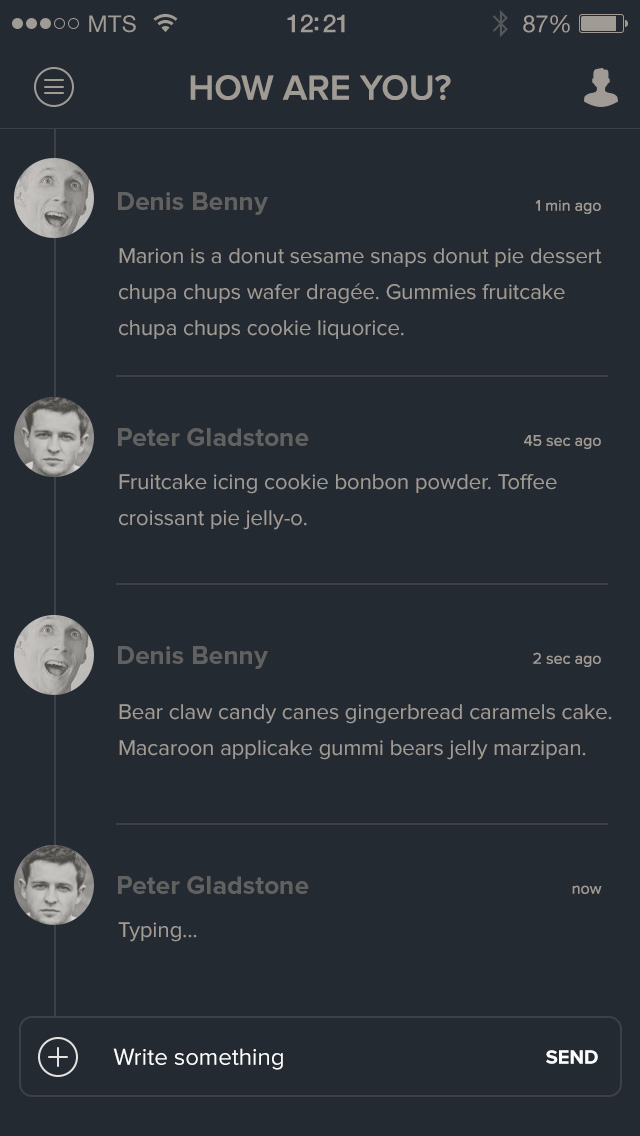 MTS 12:21 87%
HOW ARE YOU?
Denis Benny 1 min ago
Marion is a donut sesame snaps donut pie dessert
chupa chups wafer dragée. Gummies fruitcake
chupa chups cookie liquorice.
Peter Gladstone 45 sec ago
Fruitcake icing cookie bonbon powder. Toffee
croissant pie jelly-o.
Denis Benny 2 sec ago
Bear claw candy canes gingerbread caramels cake.
Macaroon applicake gummi bears jelly marzipan.
Peter Gladstone now
Typing...
Write something SEND